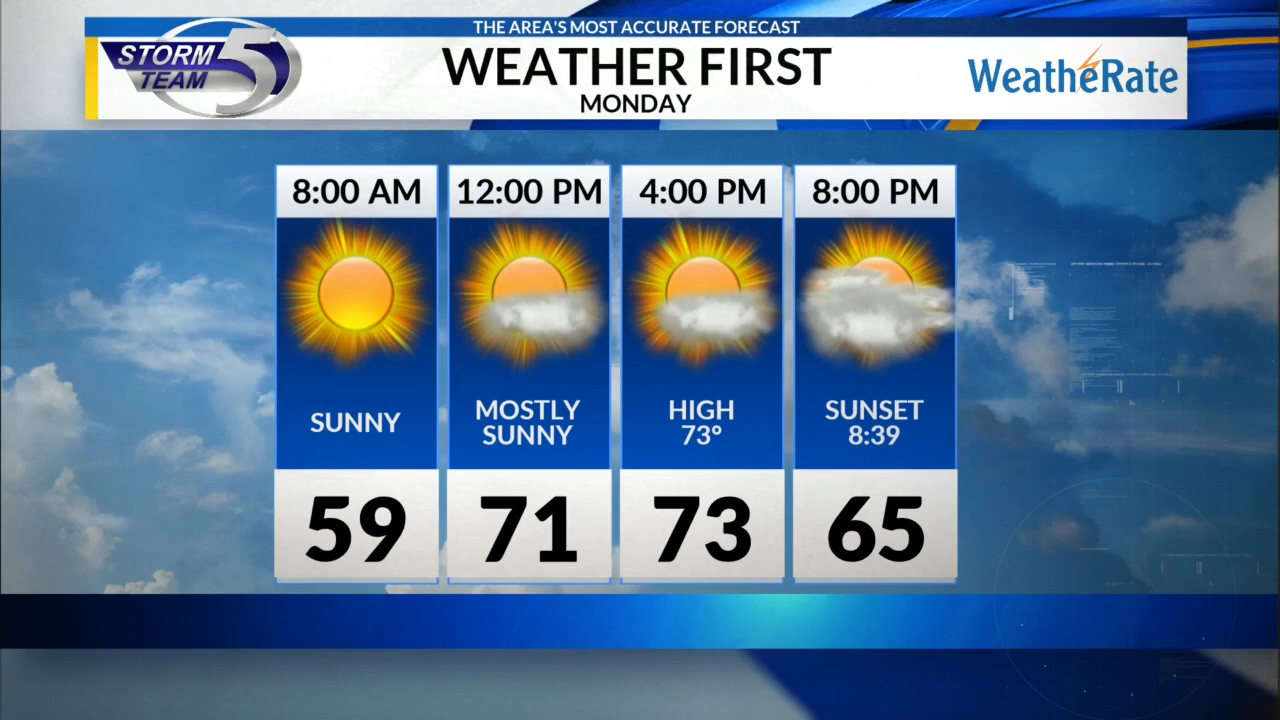 THE AREA'S MOST ACCURATE FORECAST
STORM TEAM 5
WEATHER FIRST
WeatheRate
MONDAY
8:00 AM
12:00 PM
4:00 PM
8:00 PM
SUNNY
MOSTLY
SUNNY
HIGH
73°
SUNSET
8:39
59
71
73
65